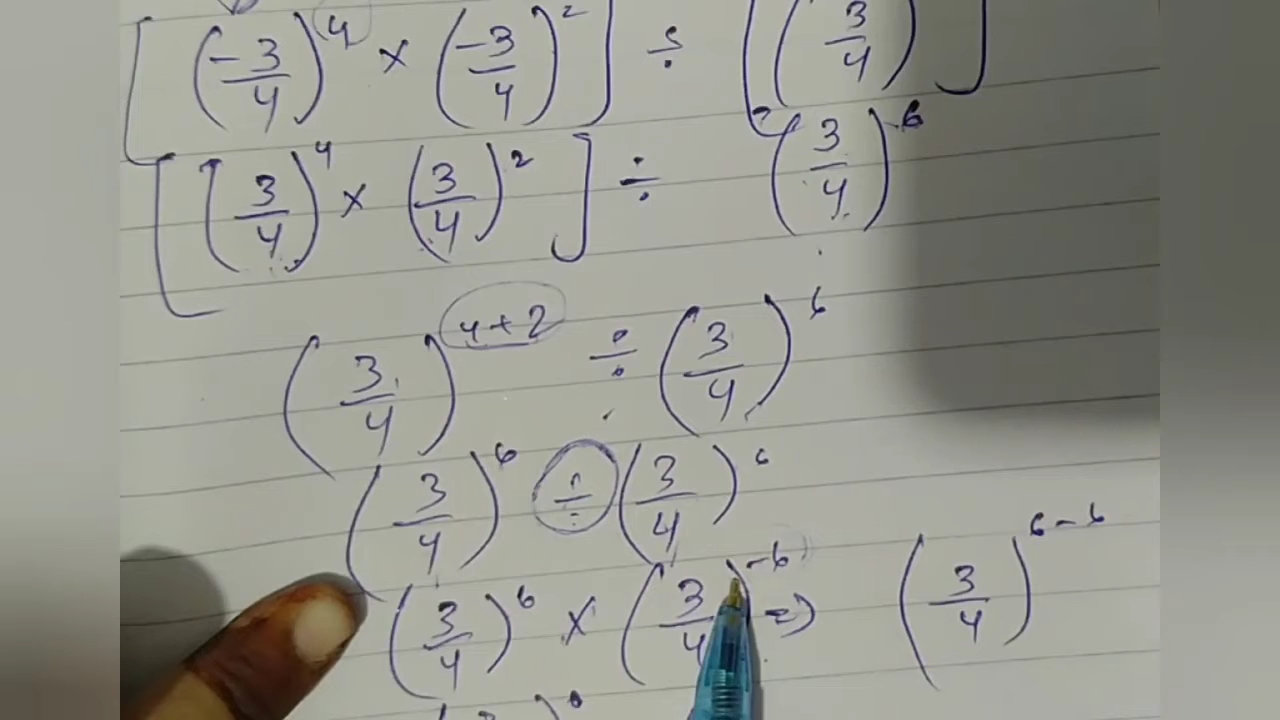 [(-3/4)^4 × (-3/4)^2] ÷ [(3/4)]
[(3/4)^4 × (3/4)^2] ÷ (3/4)^6
(3/4)^4+2 ÷ (3/4)^6
(3/4)^6 ÷ (3/4)^6
(3/4)^6 × (3/4)^-6 => (3/4)^6-6